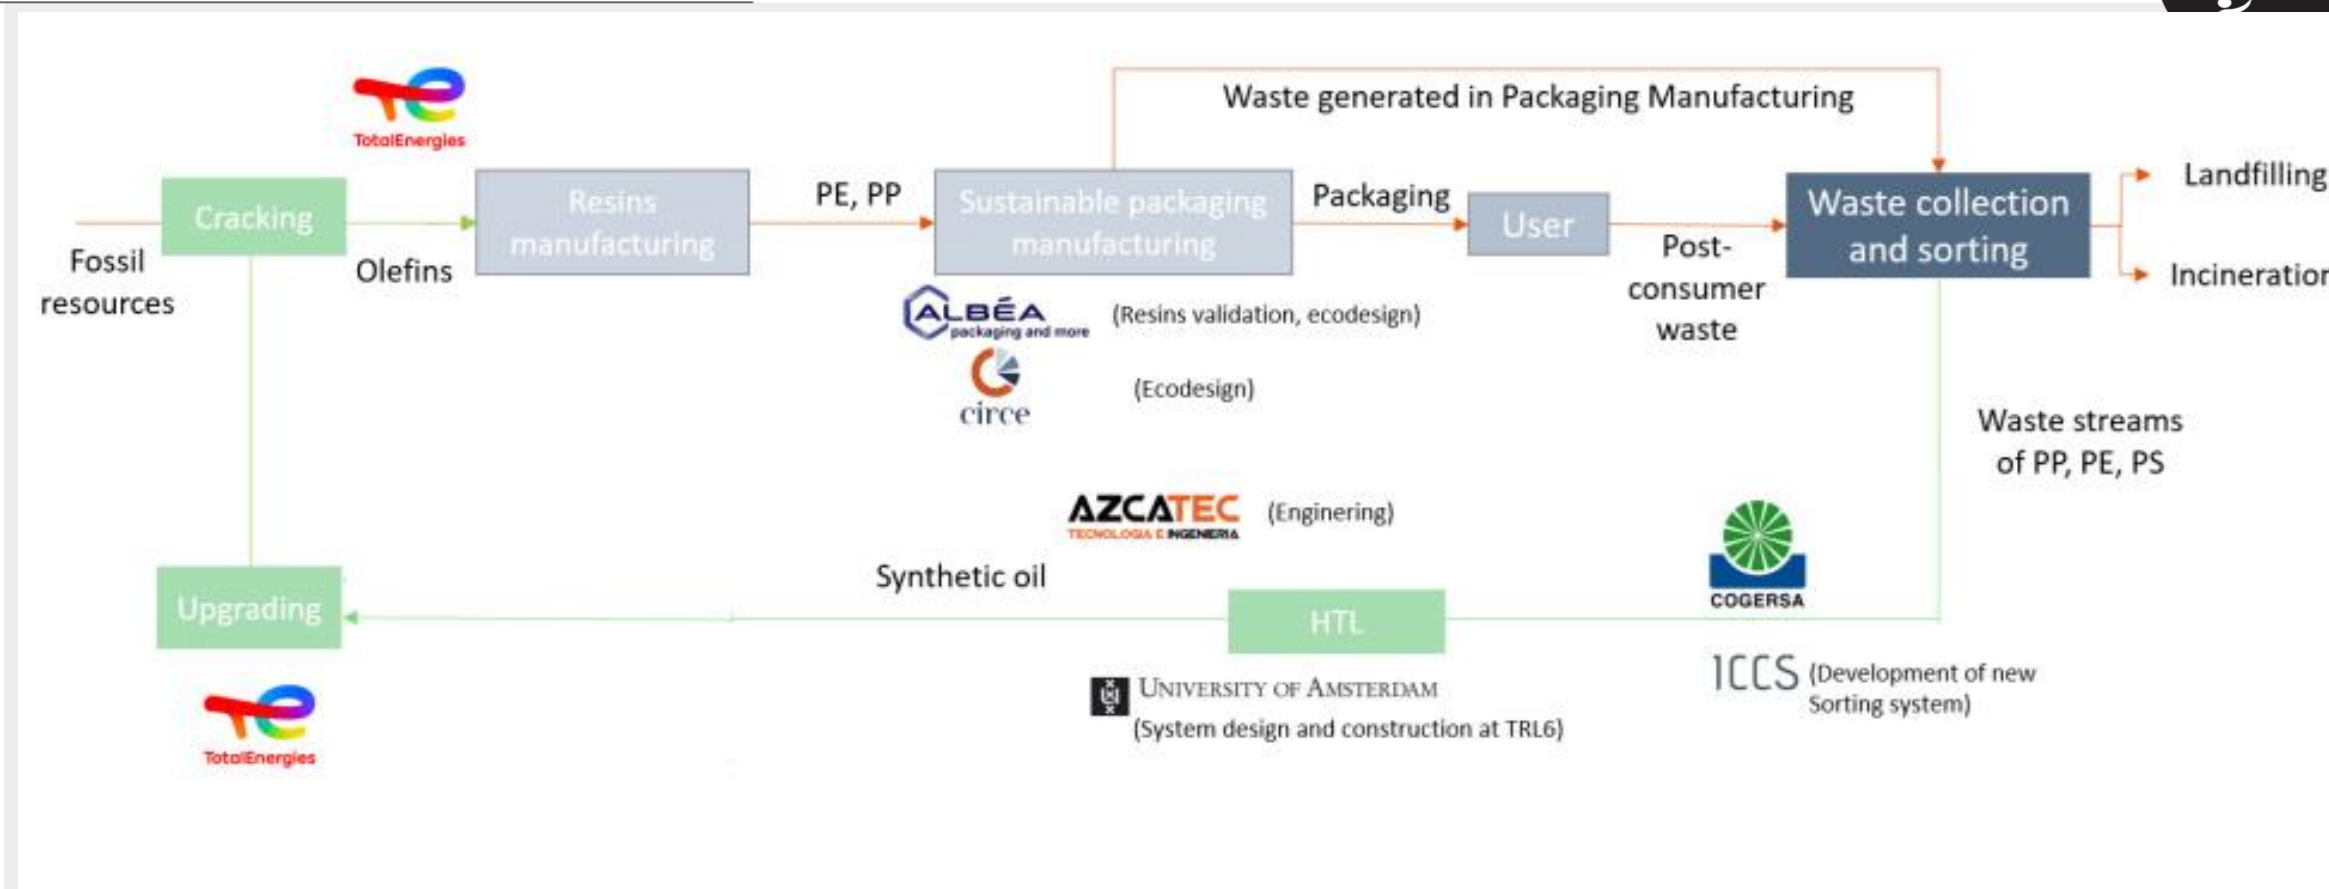 Waste generated in Packaging Manufacturing
TotalEnergies
Cracking
Fossil
resources
Olefins
Resins
manufacturing
PE, PP
Sustainable packaging
manufacturing
Packaging
User
Post-
consumer
waste
Waste collection
and sorting
Landfilling
Incineration
ALBÉA
packaging and more
(Resins validation, ecodesign)
circe
(Ecodesign)
Waste streams
of PP, PE, PS
AZCATEC
TECNOLOGIA E INGENIERIA
(Enginering)
COGERSA
Synthetic oil
Upgrading
HTL
TotalEnergies
UNIVERSITY OF AMSTERDAM
(System design and construction at TRL6)
ICCS (Development of new
Sorting system)